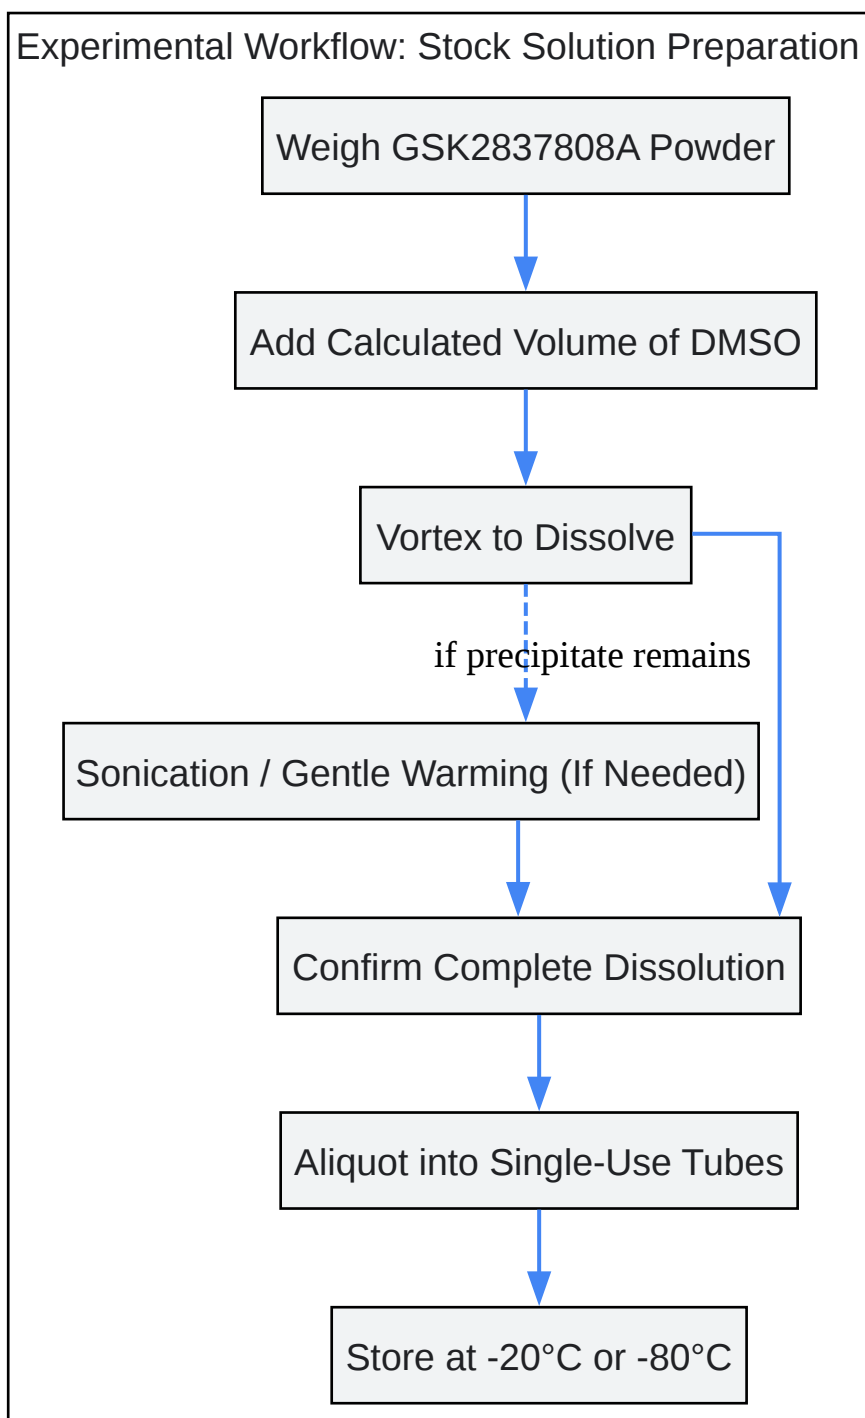 Experimental Workflow: Stock Solution Preparation
Weigh GSK2837808A Powder
Add Calculated Volume of DMSO
Vortex to Dissolve
if precipitate remains
Sonication / Gentle Warming (If Needed)
Confirm Complete Dissolution
Aliquot into Single-Use Tubes
Store at -20°C or -80°C